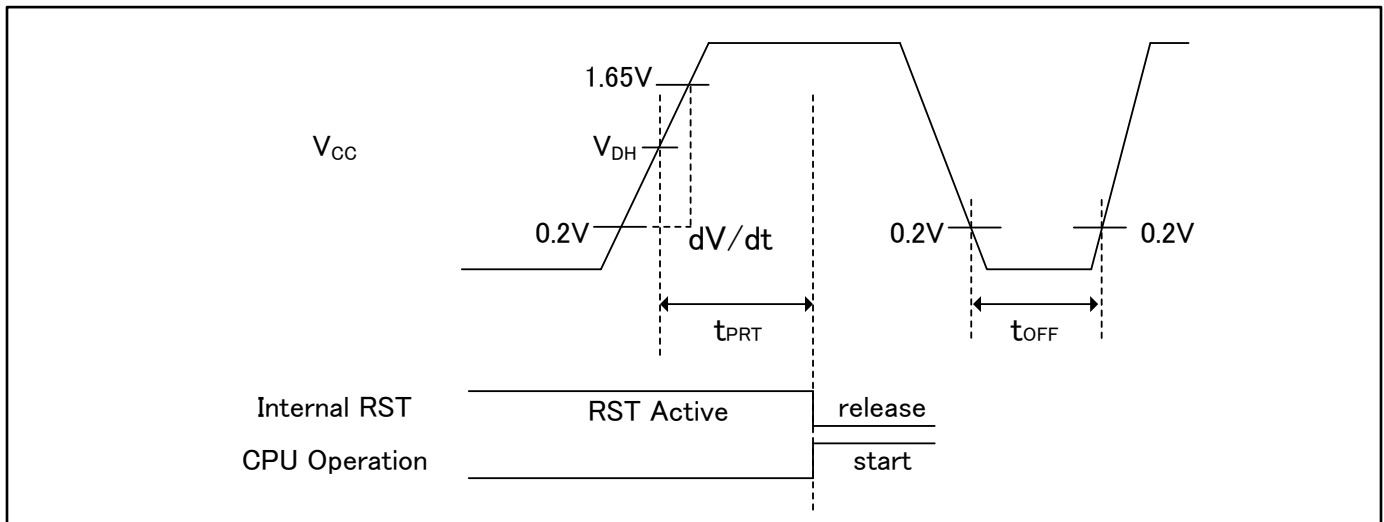 1.65V
VCC
VDH
0.2V
dV/dt
0.2V
0.2V
tPRT
tOFF
Internal RST
RST Active
release
CPU Operation
start